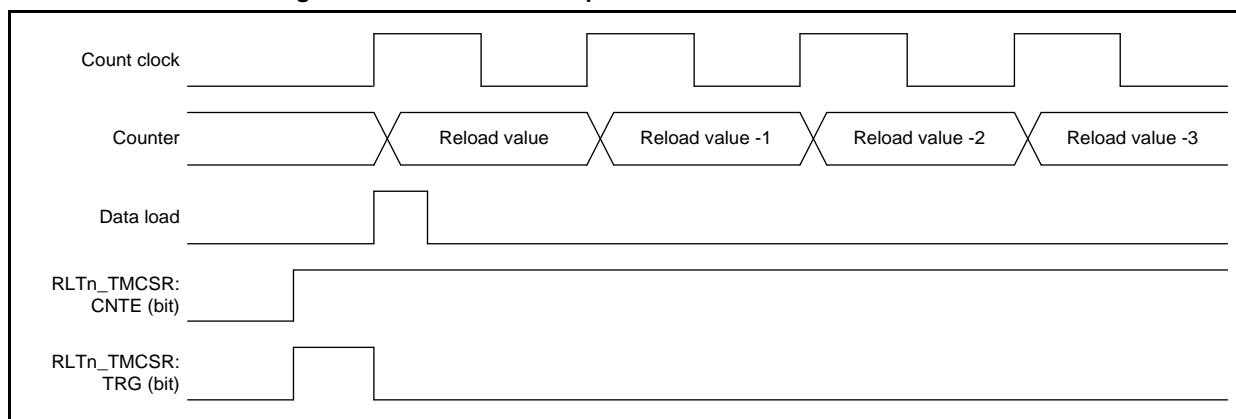 Count clock
Counter
Reload value
Reload value -1
Reload value -2
Reload value -3
Data load
RLTn_TMCSR:
CNTE (bit)
RLTn_TMCSR:
TRG (bit)